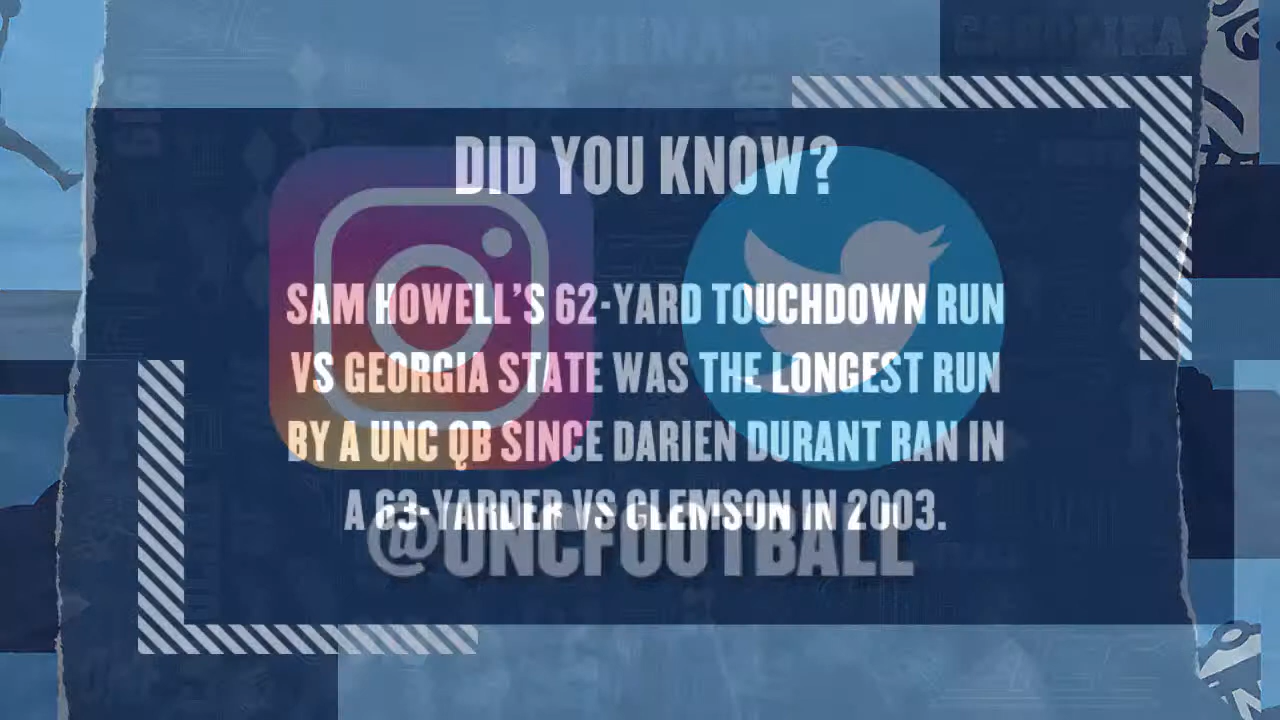 CAROLINA
DID YOU KNOW?
SAM HOWELL'S 62-YARD TOUCHDOWN RUN
VS GEORGIA STATE WAS THE LONGEST RUN
BY A UNC QB SINCE DARIEN DURANT RAN IN
A 63-YARDER VS CLEMSON IN 2003.
@UNCFOOTBALL